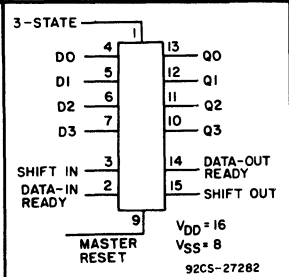 3-STATE
1
D0 4 13 Q0
D1 5 12 Q1
D2 6 11 Q2
D3 7 10 Q3
SHIFT IN 3 14 DATA-OUT READY
DATA-IN READY 2 15 SHIFT OUT
9
MASTER RESET
VDD = 16
VSS = 8
92CS-27282